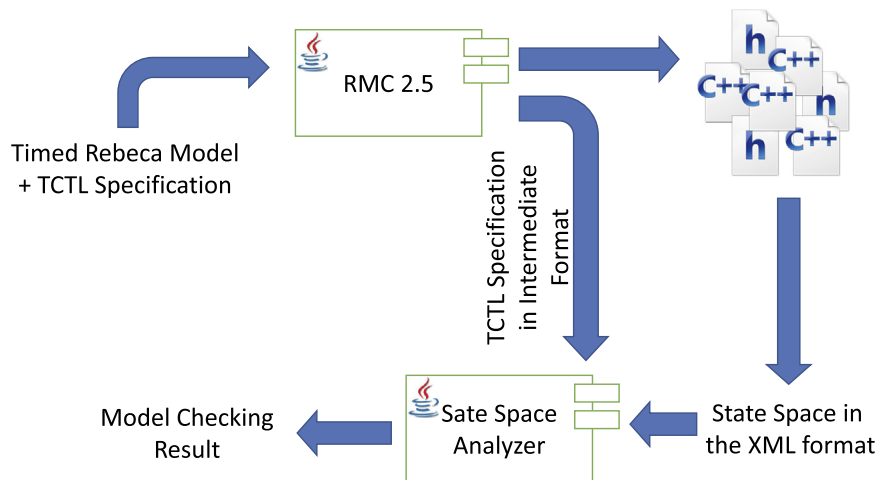 RMC 2.5
h
C++
C++
C++
h
h
C++
Timed Rebeca Model
+ TCTL Specification
TCTL Specification
in Intermediate
Format
Sate Space
Analyzer
State Space in
the XML format
Model Checking
Result